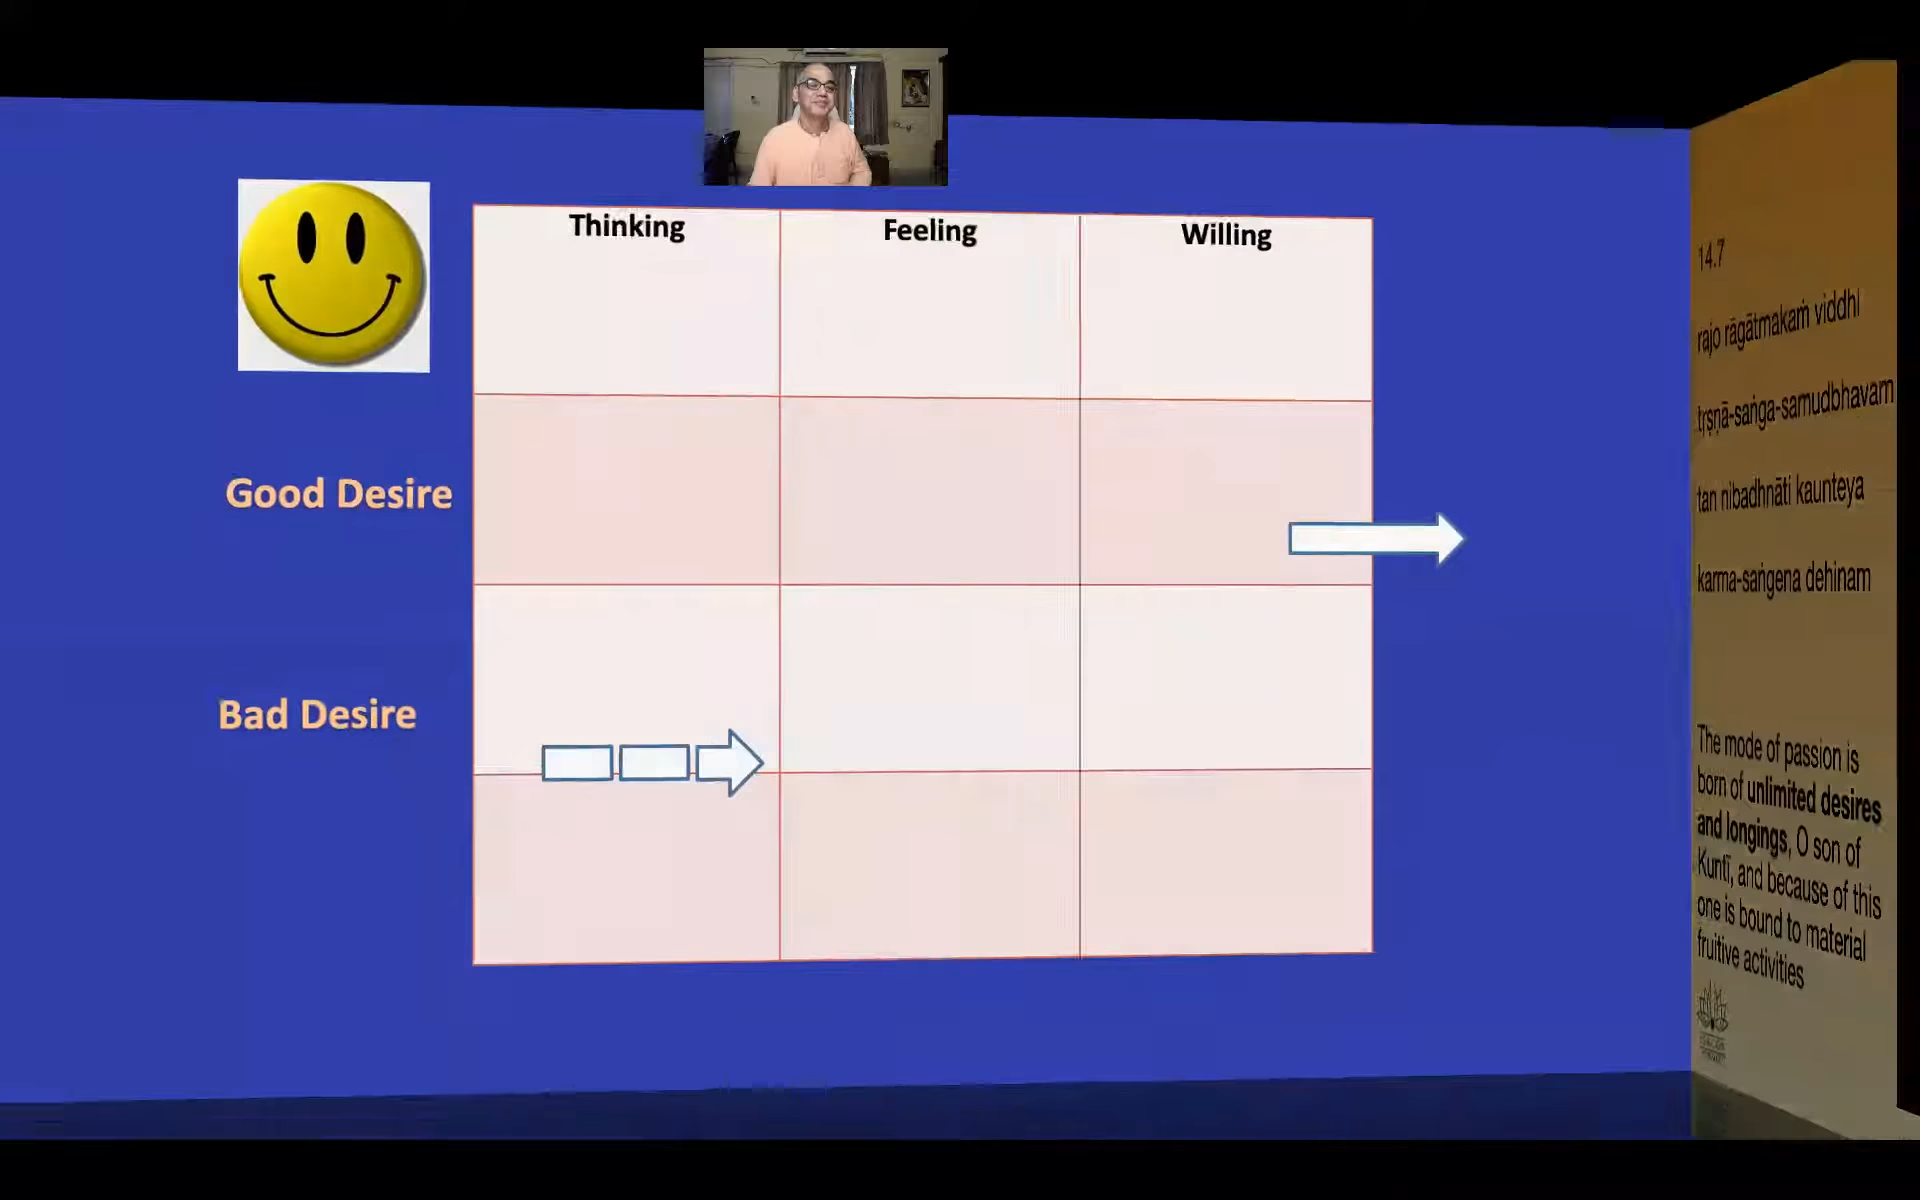 Thinking
Feeling
Willing
Good Desire
Bad Desire
14.7
rajo rāgātmakaṁ viddhi
tṛṣṇā-saṅga-samudbhavam
tan nibadhnāti kaunteya
karma-saṅgena dehinam
The mode of passion is
born of unlimited desires
and longings, O son of
Kuntī, and because of this
one is bound to material
fruitive activities